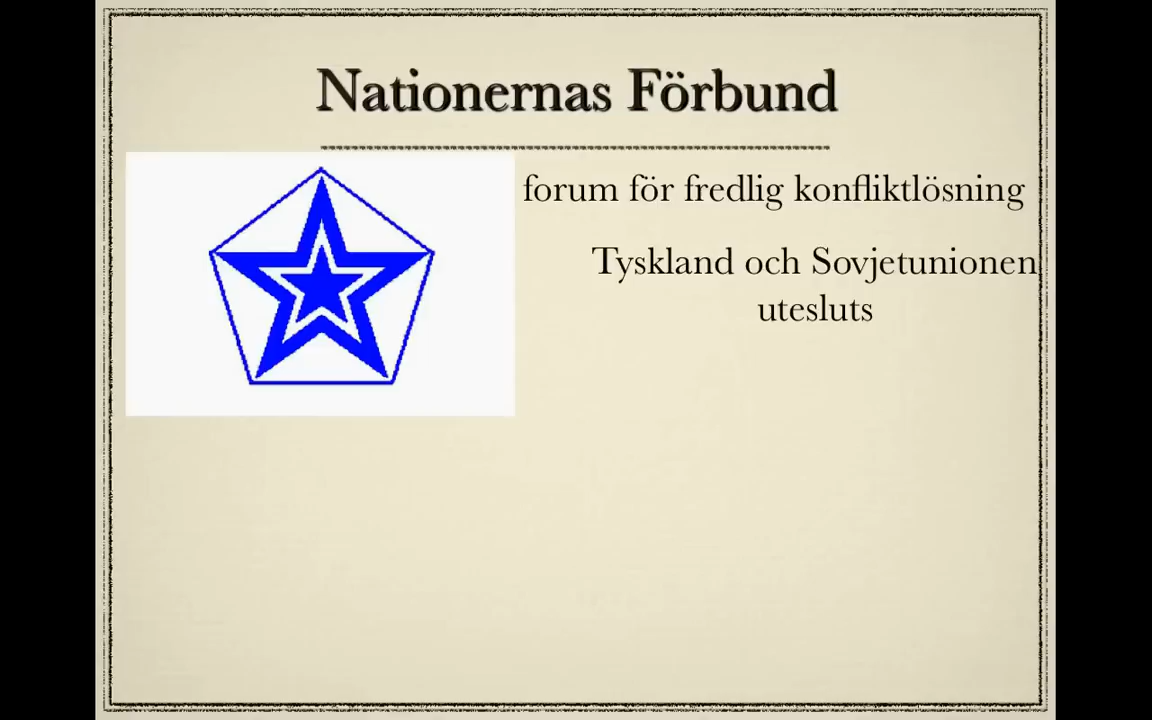 Nationernas Förbund
forum för fredlig konfliktlösning
Tyskland och Sovjetunionen
utesluts